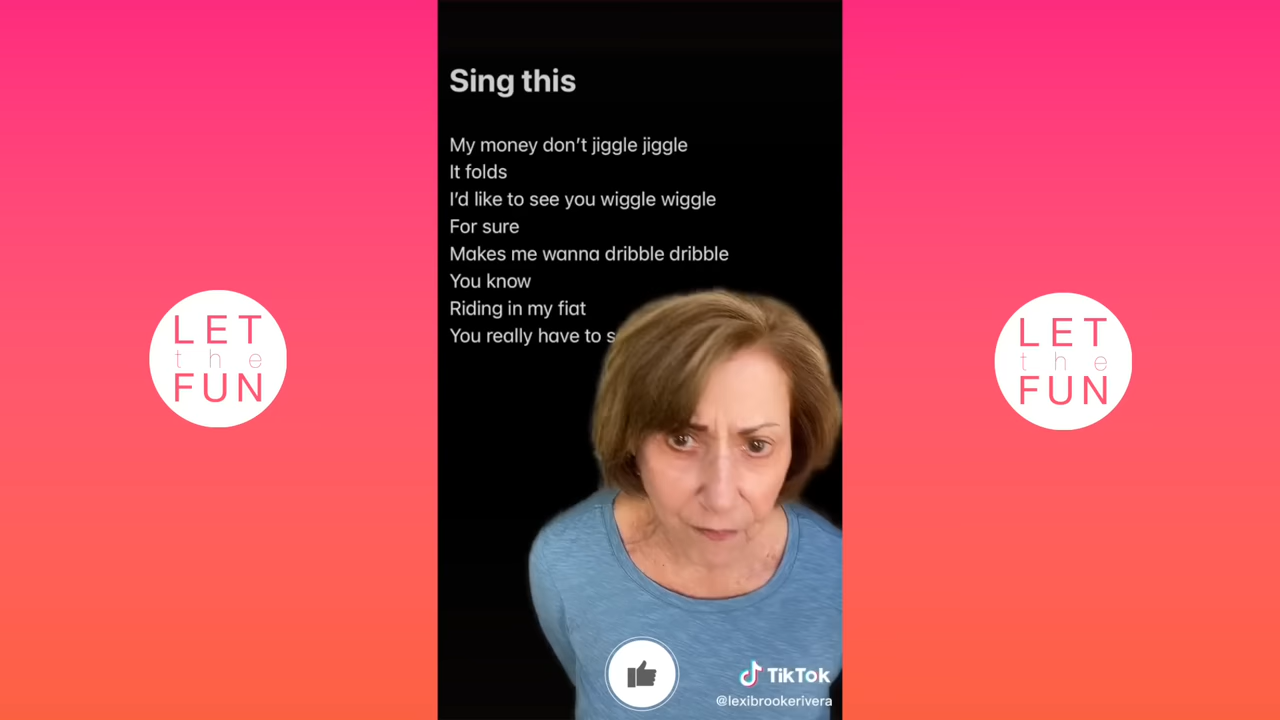 Sing this
My money don't jiggle jiggle
It folds
I'd like to see you wiggle wiggle
For sure
Makes me wanna dribble dribble
You know
Riding in my fiat
You really have to
LET
the
FUN
LET
the
FUN
TikTok
@lexibrookerivera